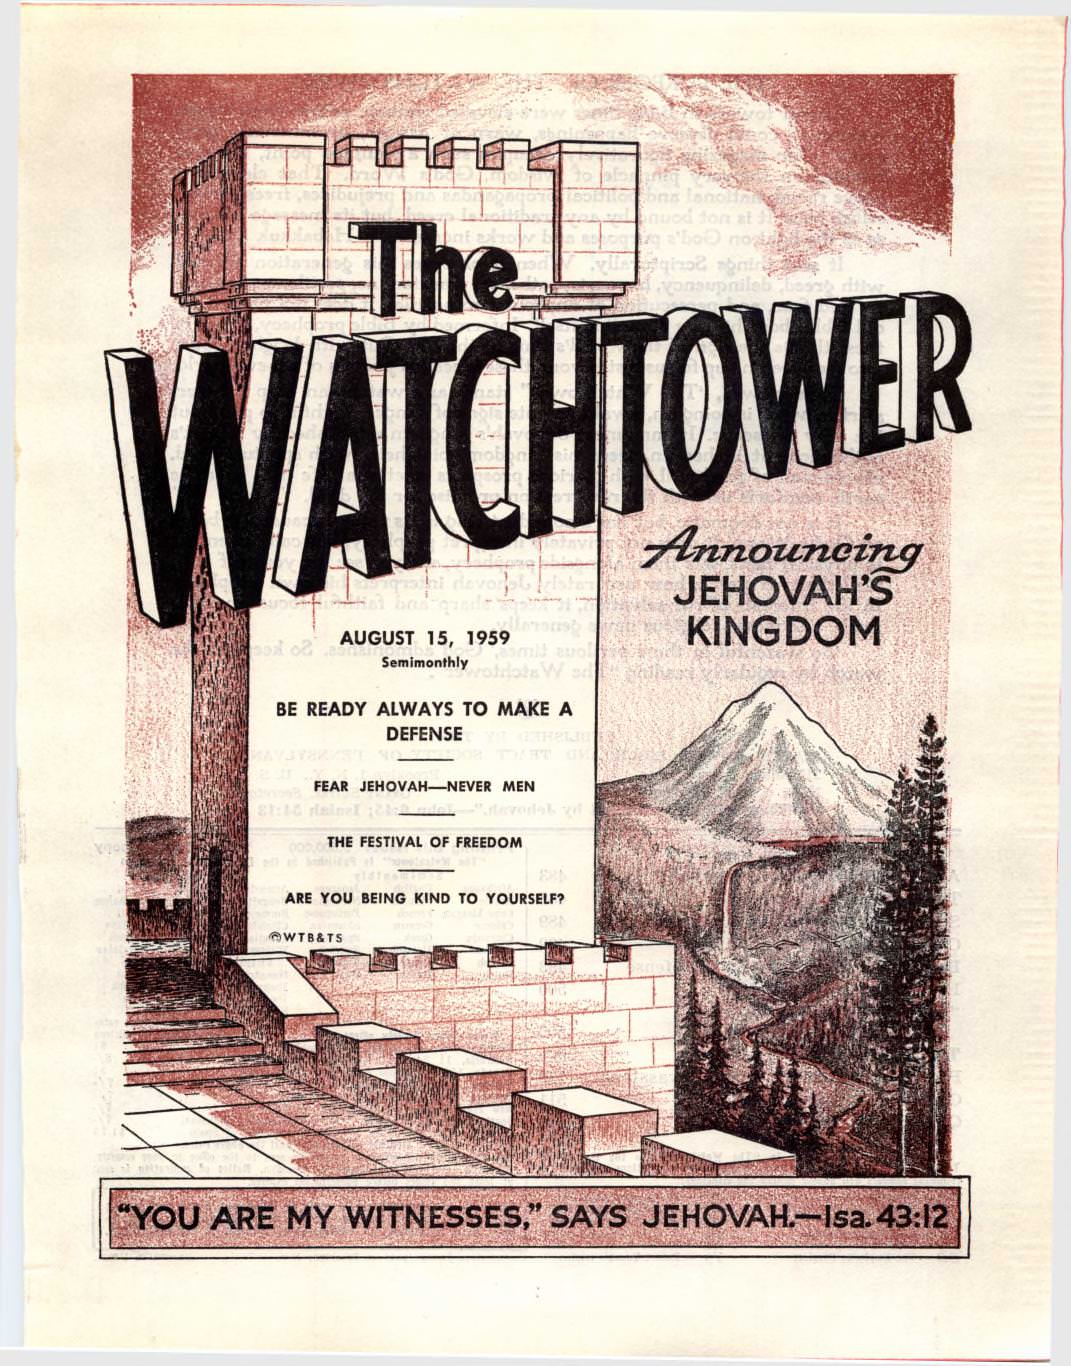 The
WATCHTOWER
Announcing
JEHOVAH'S
KINGDOM
AUGUST 15, 1959
Semimonthly
BE READY ALWAYS TO MAKE A
DEFENSE
FEAR JEHOVAH—NEVER MEN
THE FESTIVAL OF FREEDOM
ARE YOU BEING KIND TO YOURSELF?
©WTB&TS
"YOU ARE MY WITNESSES," SAYS JEHOVAH.—Isa. 43:12